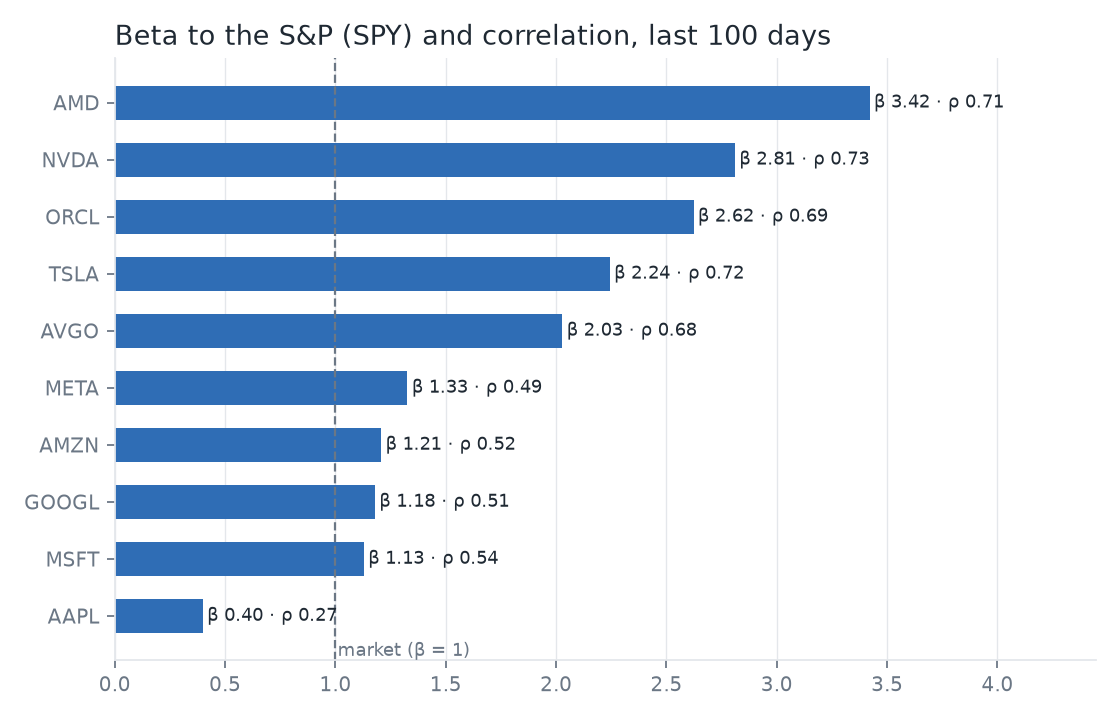 Beta to the S&P (SPY) and correlation, last 100 days
AMD β 3.42 · ρ 0.71
NVDA β 2.81 · ρ 0.73
ORCL β 2.62 · ρ 0.69
TSLA β 2.24 · ρ 0.72
AVGO β 2.03 · ρ 0.68
META β 1.33 · ρ 0.49
AMZN β 1.21 · ρ 0.52
GOOGL β 1.18 · ρ 0.51
MSFT β 1.13 · ρ 0.54
AAPL β 0.40 · ρ 0.27
market (β = 1)
0.0 0.5 1.0 1.5 2.0 2.5 3.0 3.5 4.0